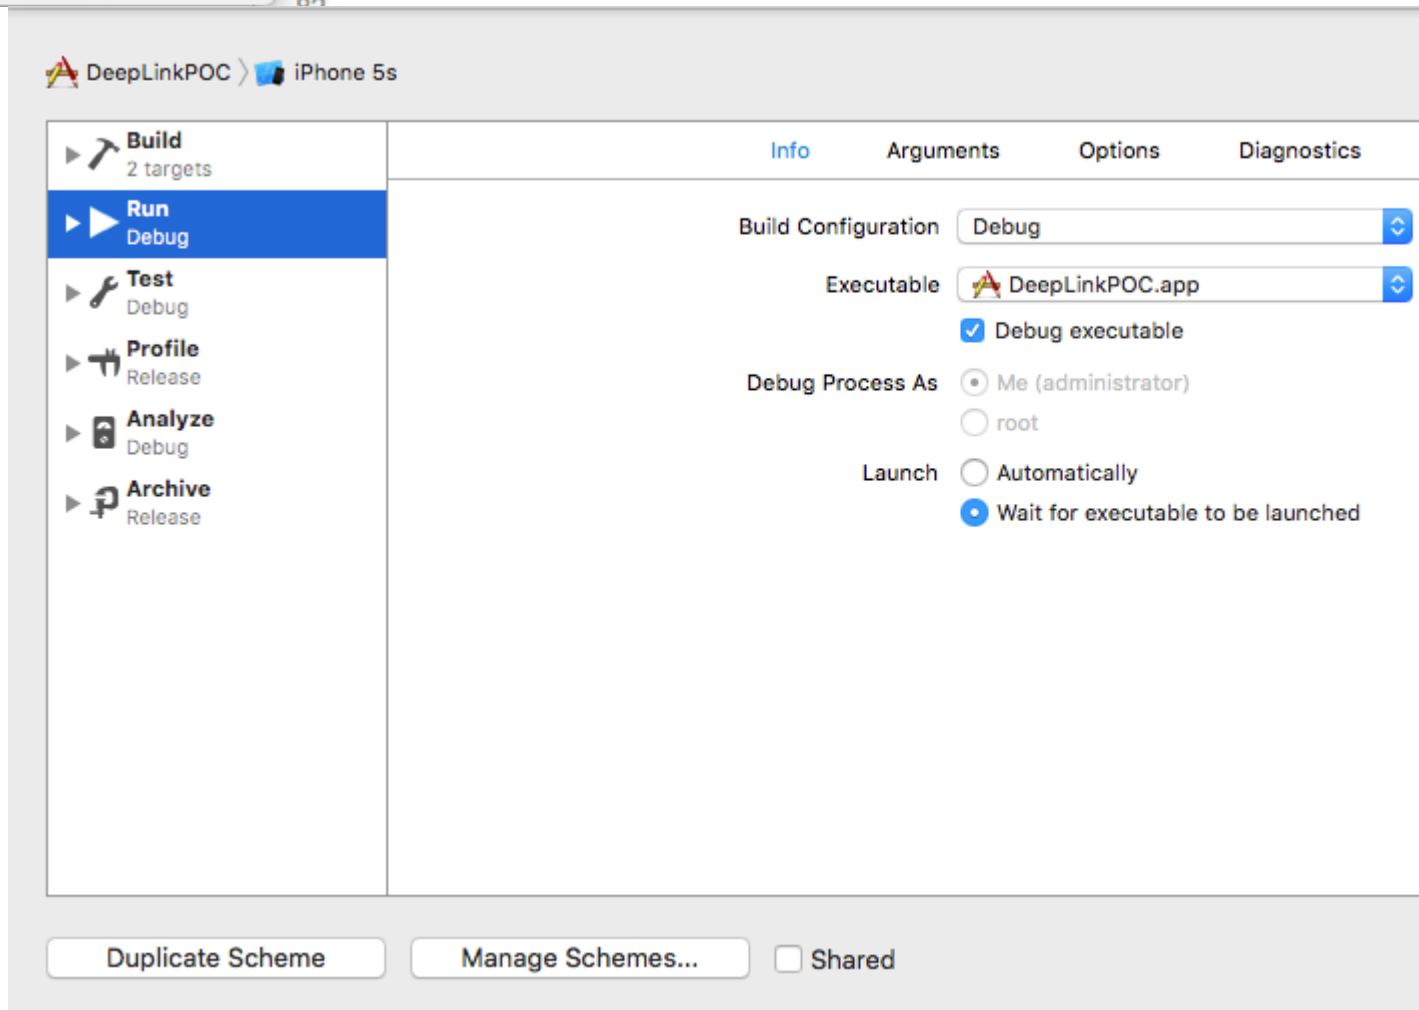 DeepLinkPOC iPhone 5s
Build
2 targets
Run
Debug
Test
Debug
Profile
Release
Analyze
Debug
Archive
Release
Info Arguments Options Diagnostics
Build Configuration Debug
Executable DeepLinkPOC.app
Debug executable
Debug Process As Me (administrator)
root
Launch Automatically
Wait for executable to be launched
Duplicate Scheme Manage Schemes... Shared